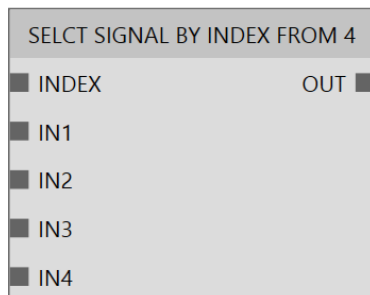 SELCT SIGNAL BY INDEX FROM 4
INDEX OUT
IN1
IN2
IN3
IN4